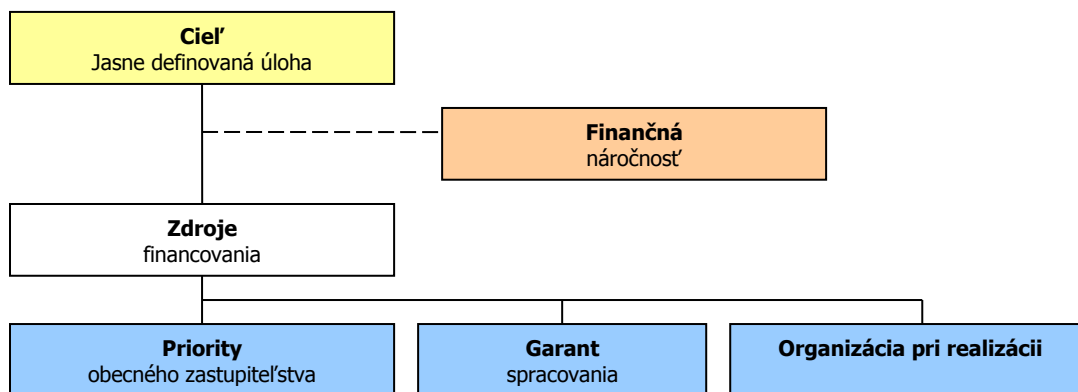 Cieľ
Jasne definovaná úloha
Finančná
náročnosť
Zdroje
financovania
Priority
obecného zastupiteľstva
Garant
spracovania
Organizácia pri realizácii